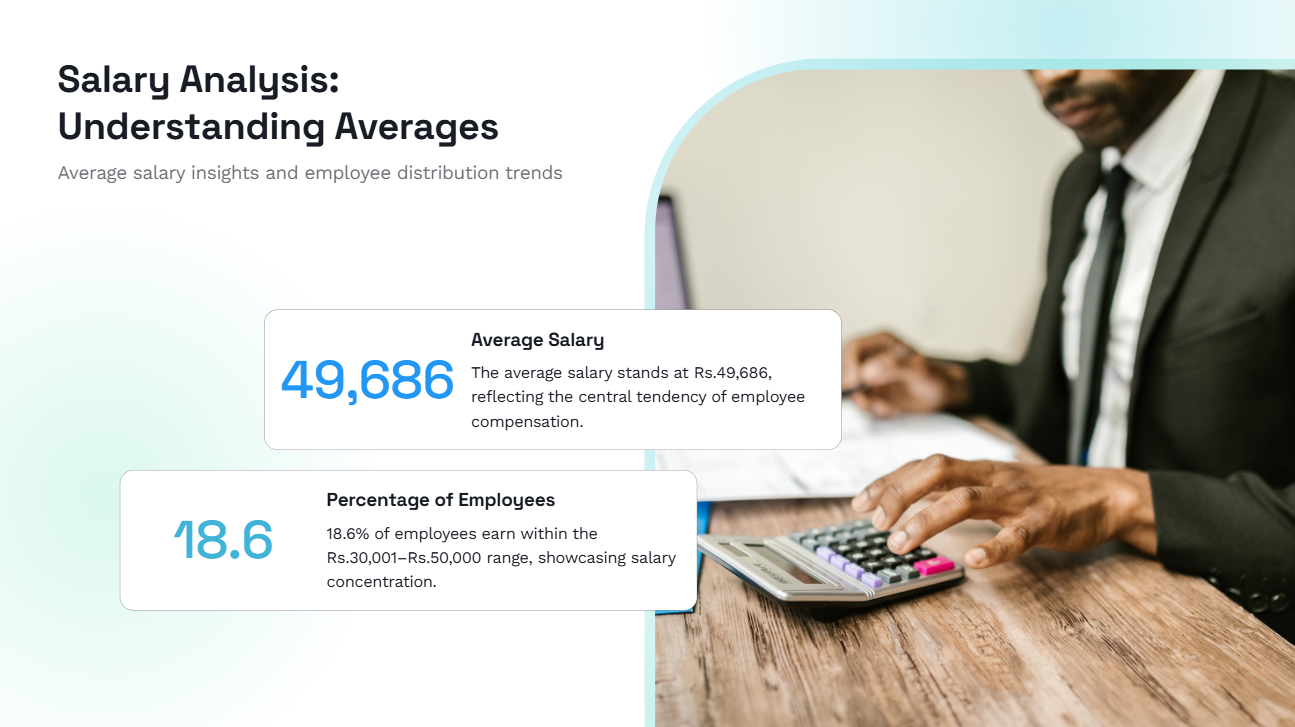 Salary Analysis:
Understanding Averages
Average salary insights and employee distribution trends
49,686
Average Salary
The average salary stands at Rs.49,686,
reflecting the central tendency of employee
compensation.
18.6
Percentage of Employees
18.6% of employees earn within the
Rs.30,001–Rs.50,000 range, showcasing salary
concentration.